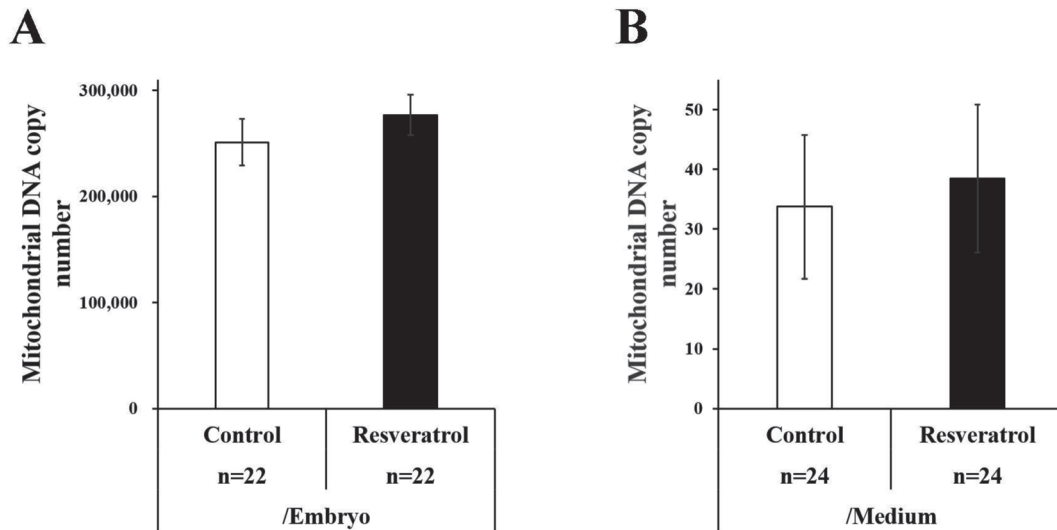 A
Mitochondrial DNA copy
number
300,000
200,000
100,000
0
Control
Resveratrol
n=22
n=22
/Embryo
B
Mitochondrial DNA copy
number
50
40
30
20
10
0
Control
Resveratrol
n=24
n=24
/Medium